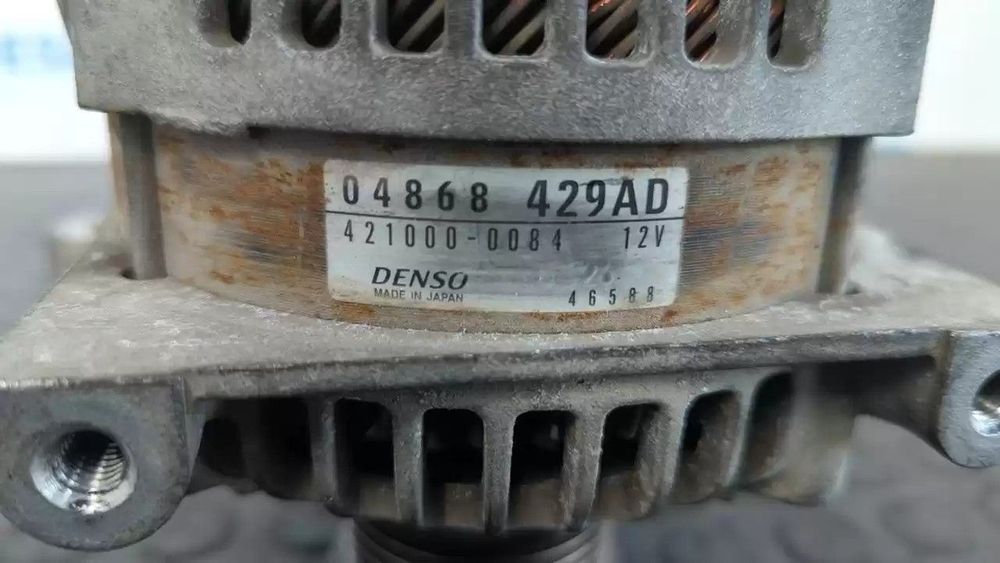 04868 429AD
421000-0084 12V
DENSO
MADE IN JAPAN 46588